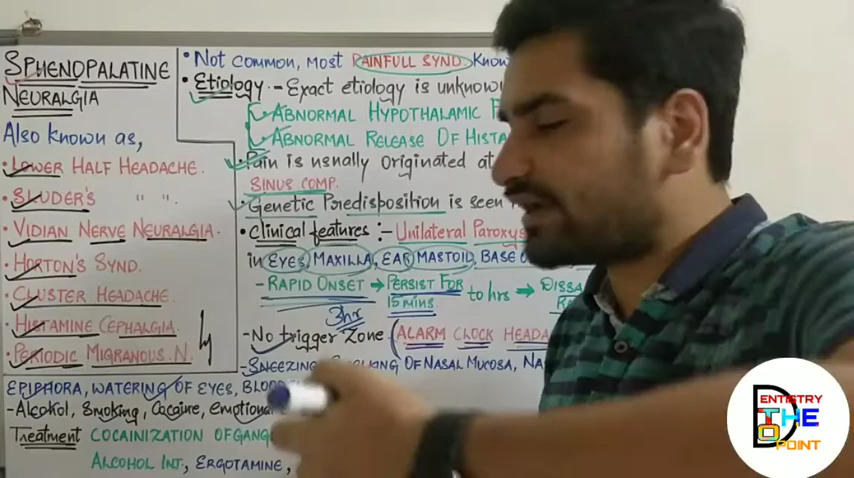 SPHENOPALATINE
NEURALGIA
Also known as,
• LOWER HALF HEADACHE.
• SLUDER'S " "
• VIDIAN NERVE NEURALGIA.
• HORTON'S SYND.
• CLUSTER HEADACHE
• HISTAMINE CEPHALGIA
• PERIODIC MIGRANOUS. N.
• Not common, most PAINFULL SYND. Know
• Etiology - Exact etiology is unknown
ABNORMAL HYPOTHALAMIC
ABNORMAL RELEASE OF HISTA
• Pain is usually originated at
SINUS COMP.
• Genetic Predisposition is seen
• Clinical features :- Unilateral Paroxys
in EYES, MAXILLA, EAR, MASTOID, BASE O
- RAPID ONSET → PERSIST FOR 15 mins to hrs → DISSA
3hr
- No trigger Zone (ALARM CLOCK HEADA
- SNEEZING, OF NASAL MUCOSA, NA
EPIPHORA, WATERING OF EYES, BLOOD
- Alcohol, Smoking, Cocaine, emotional
Treatment COCAINIZATION OF GANG
ALCOHOL INT., ERGOTAMINE,
DENTISTRY
THE
POINT